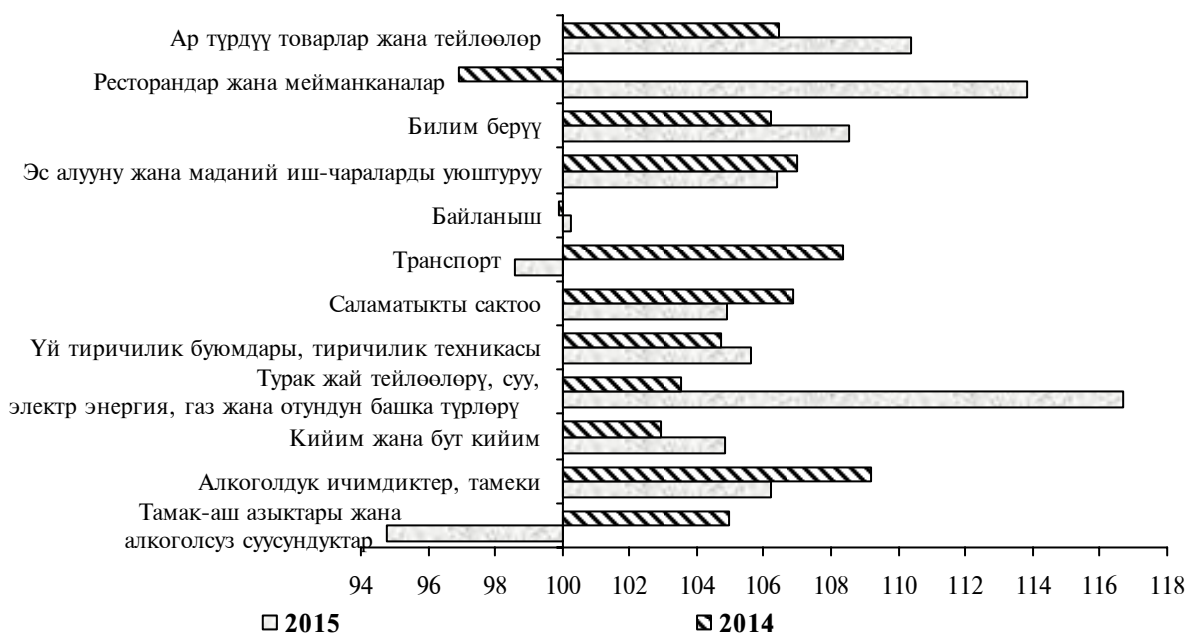 Ар түрдүү товарлар жана тейлөөлөр
Ресторандар жана мейманканалар
Билим берүү
Эс алууну жана маданий иш-чараларды уюштуруу
Байланыш
Транспорт
Саламатыкты сактоо
Үй тиричилик буюмдары, тиричилик техникасы
Турак жай тейлөөлөрү, суу,
электр энергия, газ жана отундун башка түрлөрү
Кийим жана бут кийим
Алкоголдук ичимдиктер, тамеки
Тамак-аш азыктары жана
алкоголсуз суусундуктар
94 96 98 100 102 104 106 108 110 112 114 116 118
2015 2014